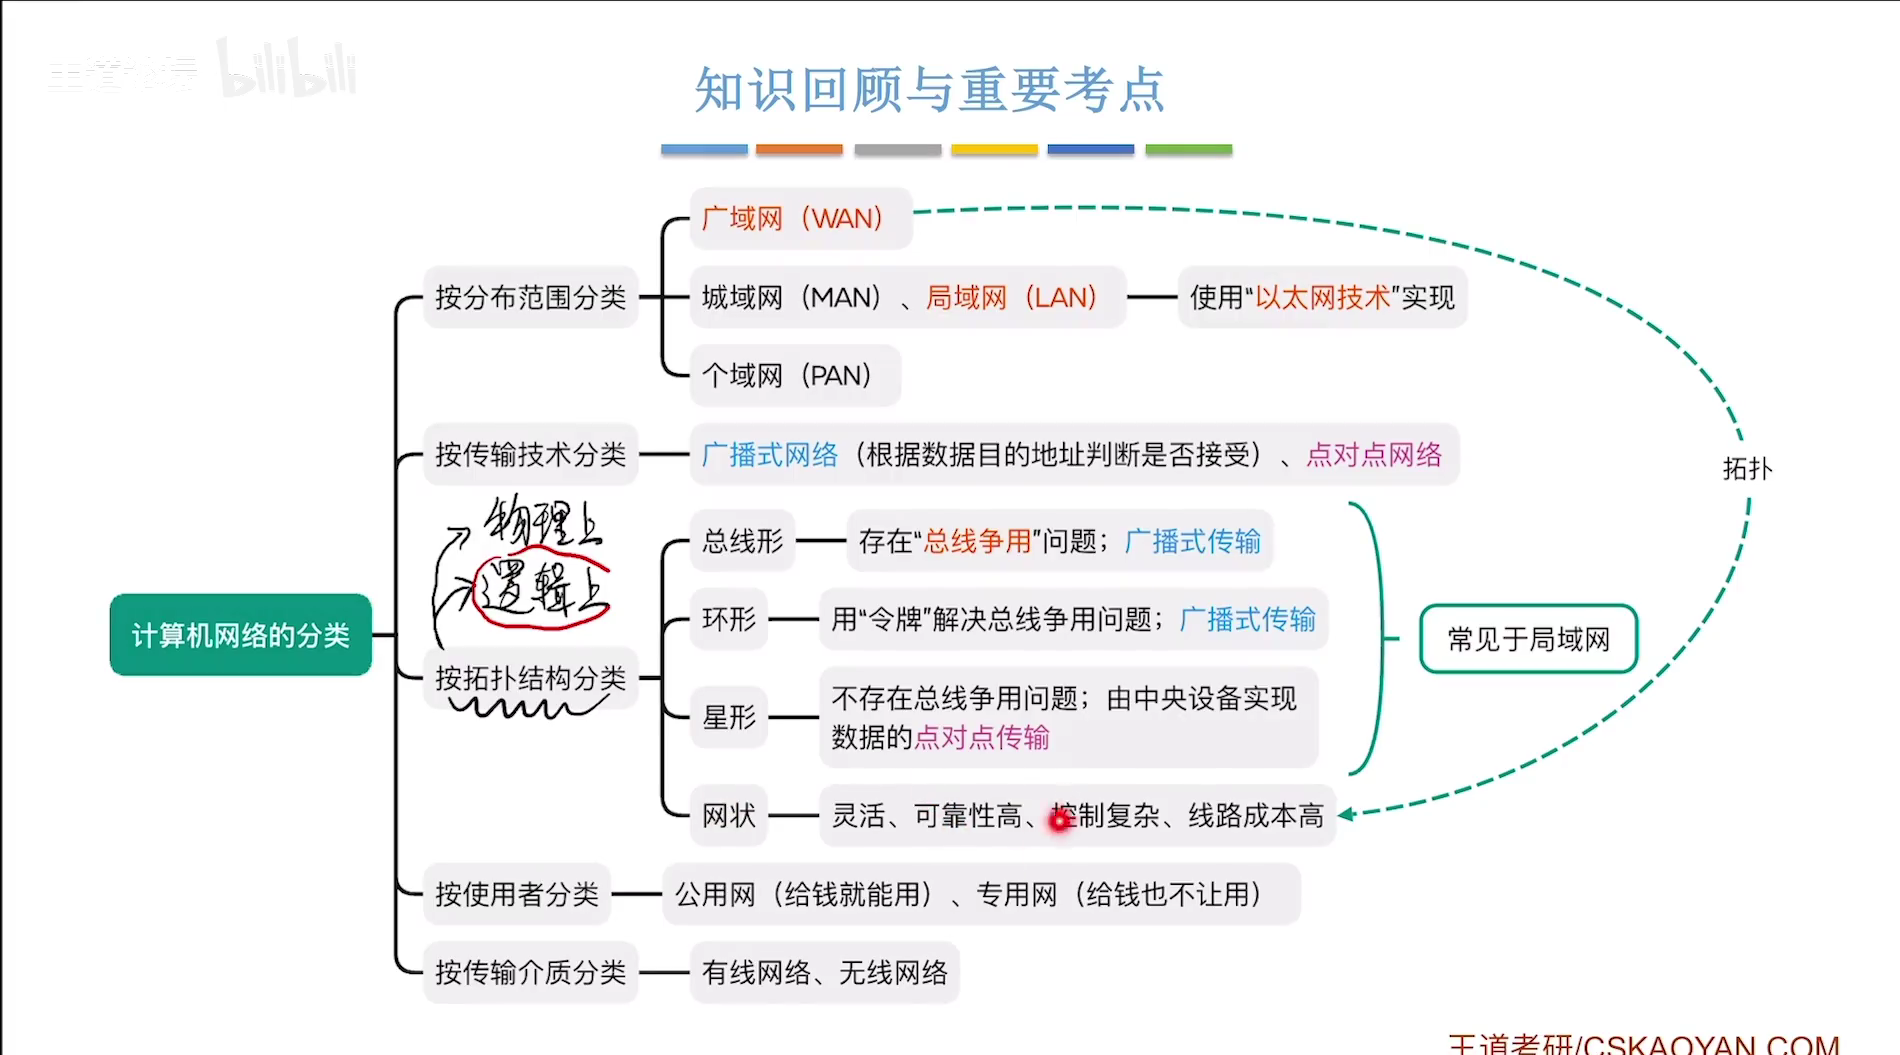 王道论坛 bilibili
知识回顾与重要考点
广域网（WAN）
按分布范围分类
城域网（MAN）、局域网（LAN）
使用“以太网技术”实现
个域网（PAN）
按传输技术分类
广播式网络（根据数据目的地址判断是否接受）、点对点网络
拓扑
物理上
逻辑上
总线形
存在“总线争用”问题；广播式传输
环形
用“令牌”解决总线争用问题；广播式传输
常见于局域网
计算机网络的分类
按拓扑结构分类
星形
不存在总线争用问题；由中央设备实现
数据的点对点传输
网状
灵活、可靠性高、控制复杂、线路成本高
按使用者分类
公用网（给钱就能用）、专用网（给钱也不让用）
按传输介质分类
有线网络、无线网络
王道考研/CSKAOYAN.COM